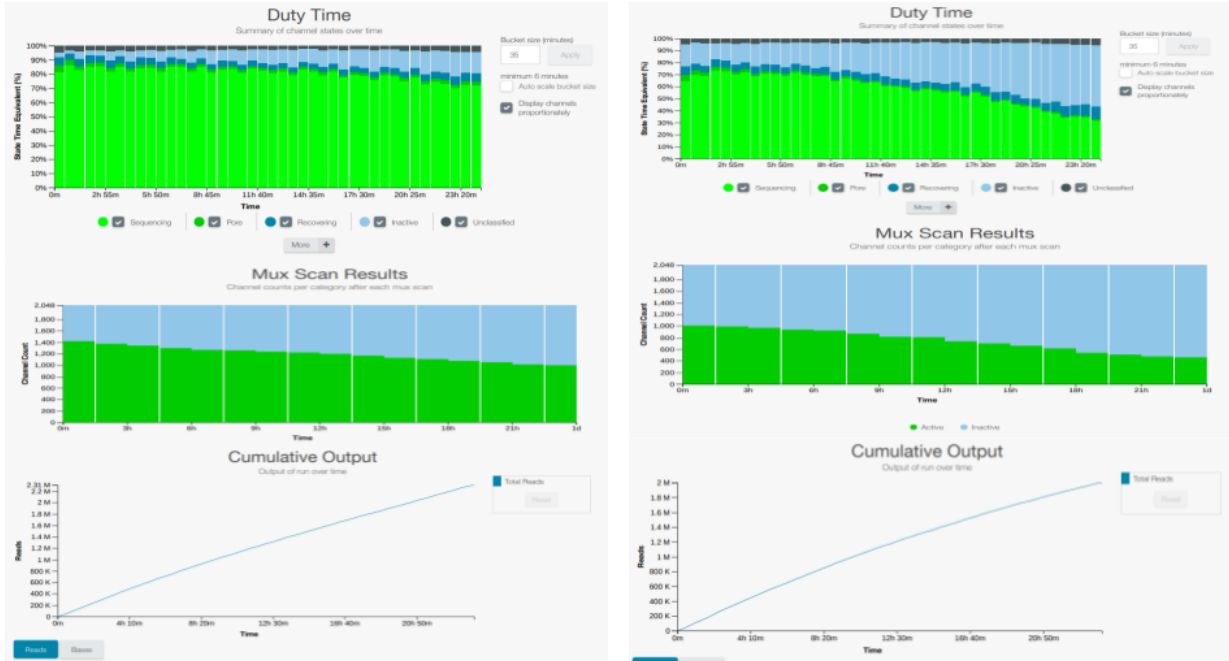 Duty Time
Summary of channel states over time
State Time Equivalent (%)
100%
90%
80%
70%
60%
50%
40%
30%
20%
10%
0%
0m 2h 55m 5h 50m 8h 45m 11h 40m 14h 35m 17h 30m 20h 25m 23h 20m
Time
Sequencing Pore Recovering Inactive Unclassified
More +
Bucket size (minutes)
35 Apply
minimum 6 minutes
Auto scale bucket size
Display channels
proportionately
Mux Scan Results
Channel counts per category after each mux scan
Channel Count
2,048
1,800
1,600
1,400
1,200
1,000
800
600
400
200
0
0m 3h 6h 9h 12h 15h 18h 21h 1d
Time
Cumulative Output
Output of run over time
Reads
2.31 M
2.2 M
2 M
1.8 M
1.6 M
1.4 M
1.2 M
1 M
800 K
600 K
400 K
200 K
0
0m 4h 10m 8h 20m 12h 30m 16h 40m 20h 50m
Time
Total Reads
Reset
Reads Bases
Duty Time
Summary of channel states over time
State Time Equivalent (%)
100%
90%
80%
70%
60%
50%
40%
30%
20%
10%
0%
0m 2h 55m 5h 50m 8h 45m 11h 40m 14h 35m 17h 30m 20h 25m 23h 20m
Time
Sequencing Pore Recovering Inactive Unclassified
More +
Bucket size (minutes)
35 Apply
minimum 6 minutes
Auto scale bucket size
Display channels
proportionately
Mux Scan Results
Channel counts per category after each mux scan
Channel Count
2,048
1,800
1,600
1,400
1,200
1,000
800
600
400
200
0
0m 3h 6h 9h 12h 15h 18h 21h 1d
Time
Active Inactive
Cumulative Output
Output of run over time
Reads
2 M
1.8 M
1.6 M
1.4 M
1.2 M
1 M
800 K
600 K
400 K
200 K
0
0m 4h 10m 8h 20m 12h 30m 16h 40m 20h 50m
Time
Total Reads
Reset